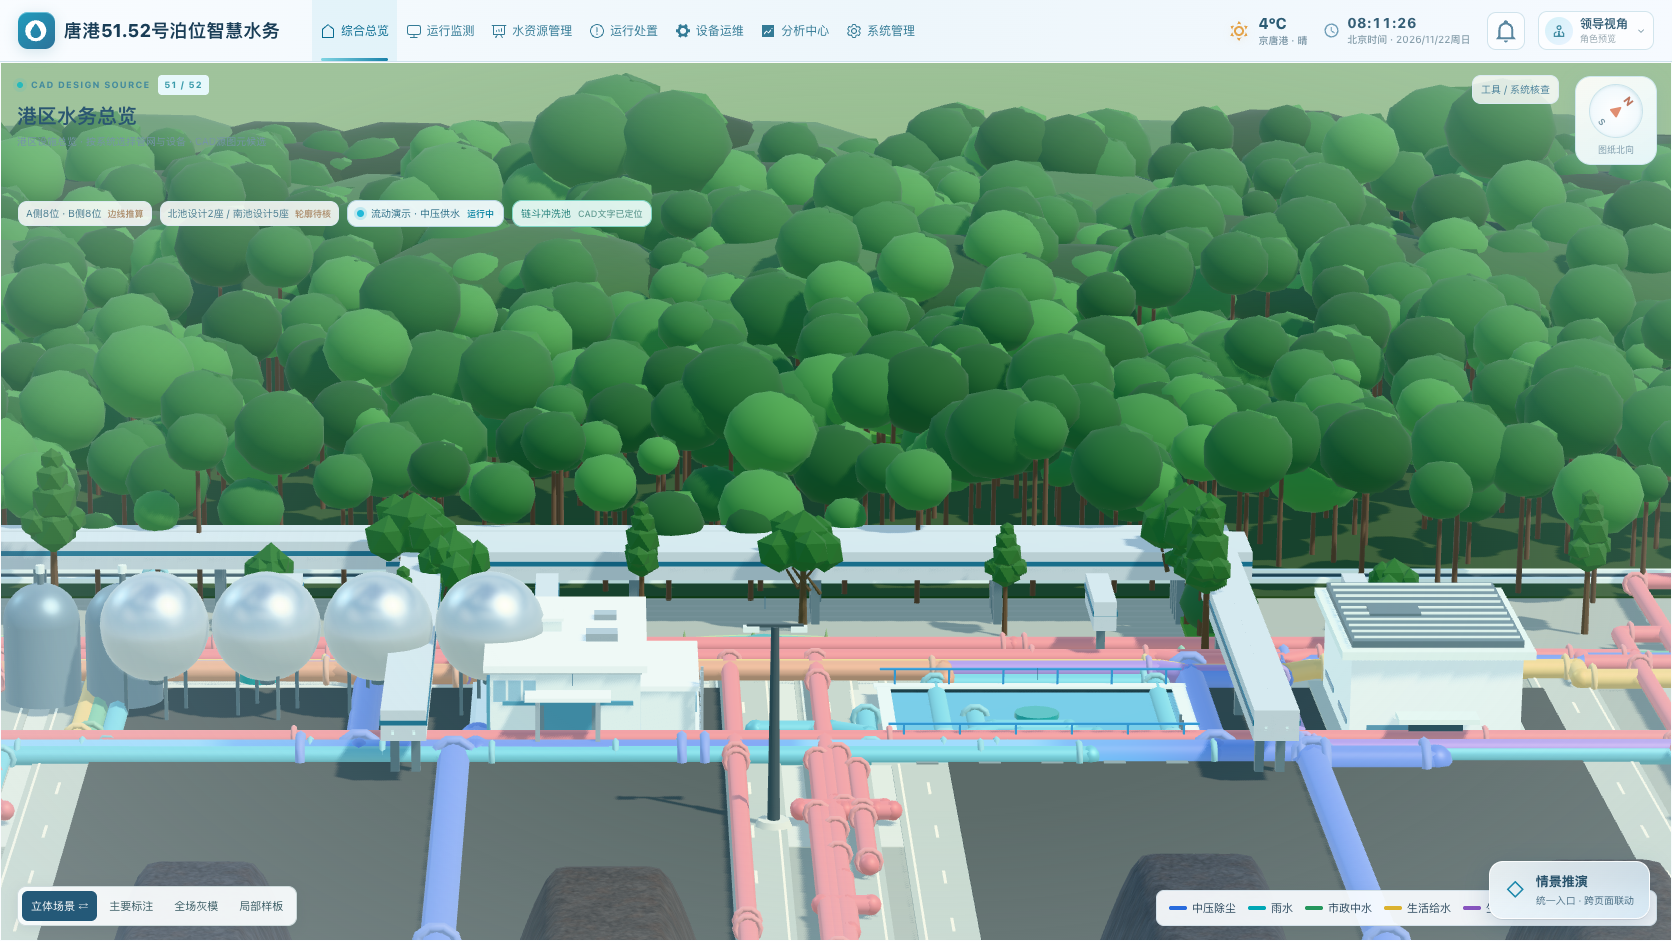 唐港51.52号泊位智慧水务
综合总览
运行监测
水资源管理
运行处置
设备运维
分析中心
系统管理
4°C
京唐港 · 晴
08:11:26
北京时间 · 2026/11/22周日
领导视角
角色预览
CAD DESIGN SOURCE 51 / 52
港区水务总览
工具 / 系统核查
N
S
图纸北向
A侧8位 · B侧8位 边线推算
北池设计2座 / 南池设计5座 轮廓待核
流动演示 · 中压供水 运行中
链斗冲洗池 CAD文字已定位
立体场景
主要标注
全场灰模
局部样板
中压除尘
雨水
市政中水
生活给水
情景推演
统一入口 · 跨页面联动